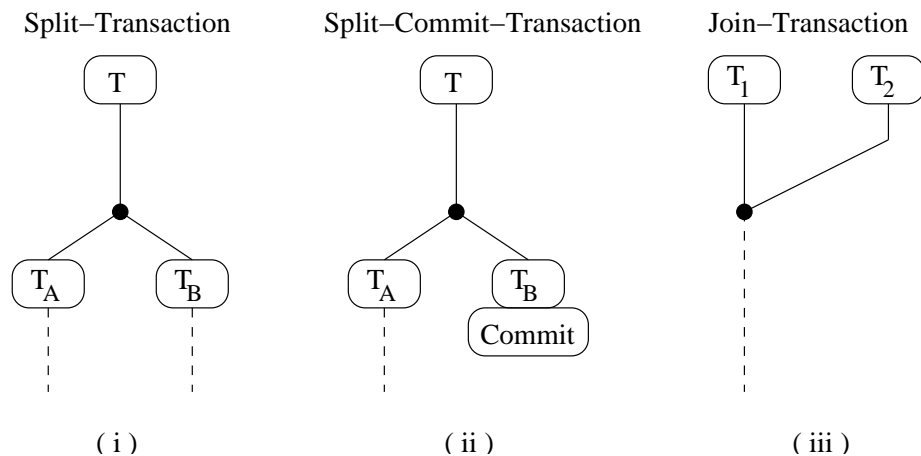 Split–Transaction
Split–Commit–Transaction
Join–Transaction
T
T
T1
T2
TA
TB
TA
TB
Commit
( i )
( ii )
( iii )